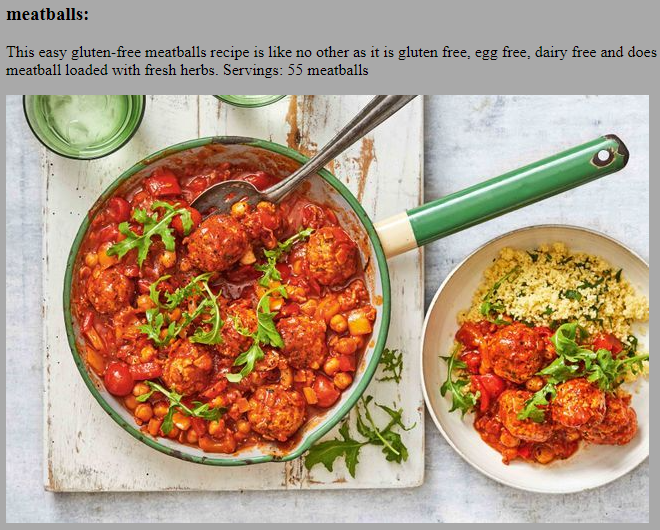 meatballs:
This easy gluten-free meatballs recipe is like no other as it is gluten free, egg free, dairy free and does
meatball loaded with fresh herbs. Servings: 55 meatballs